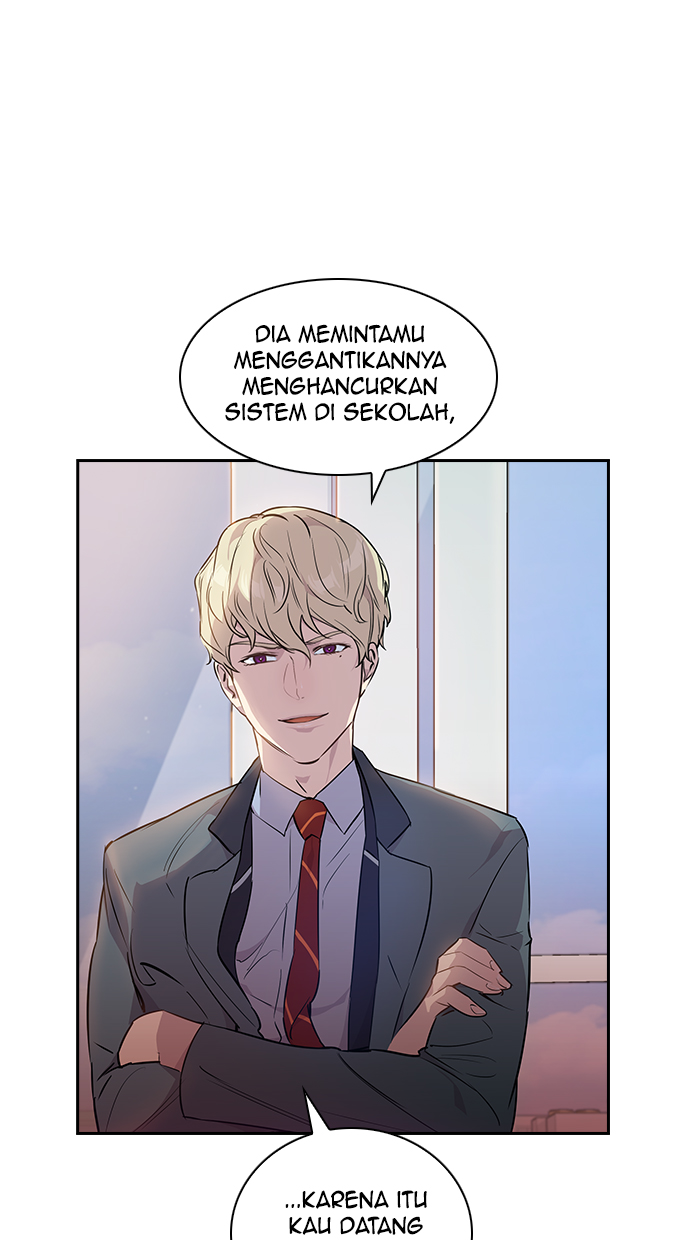 DIA MEMINTAMU
MENGGANTIKANNYA
MENGHANCURKAN
SISTEM DI SEKOLAH,
...KARENA ITU
KAU DATANG